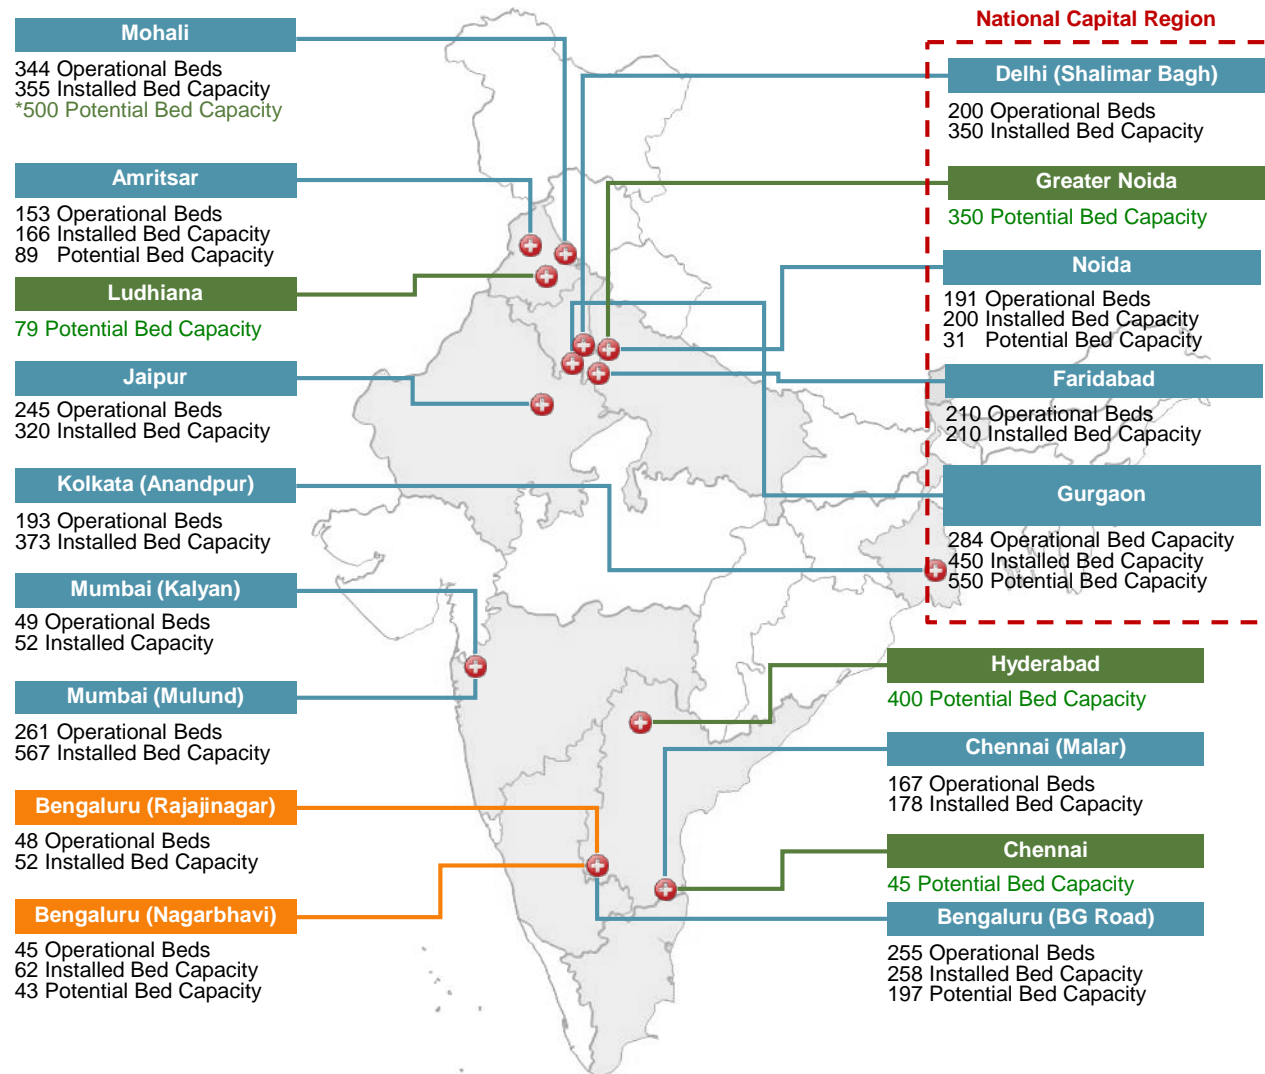 Mohali
344 Operational Beds
355 Installed Bed Capacity
*500 Potential Bed Capacity
Amritsar
153 Operational Beds
166 Installed Bed Capacity
89 Potential Bed Capacity
Ludhiana
79 Potential Bed Capacity
Jaipur
245 Operational Beds
320 Installed Bed Capacity
Kolkata (Anandpur)
193 Operational Beds
373 Installed Bed Capacity
Mumbai (Kalyan)
49 Operational Beds
52 Installed Capacity
Mumbai (Mulund)
261 Operational Beds
567 Installed Bed Capacity
Bengaluru (Rajajinagar)
48 Operational Beds
52 Installed Bed Capacity
Bengaluru (Nagarbhavi)
45 Operational Beds
62 Installed Bed Capacity
43 Potential Bed Capacity
National Capital Region
Delhi (Shalimar Bagh)
200 Operational Beds
350 Installed Bed Capacity
Greater Noida
350 Potential Bed Capacity
Noida
191 Operational Beds
200 Installed Bed Capacity
31 Potential Bed Capacity
Faridabad
210 Operational Beds
210 Installed Bed Capacity
Gurgaon
284 Operational Bed Capacity
450 Installed Bed Capacity
550 Potential Bed Capacity
Hyderabad
400 Potential Bed Capacity
Chennai (Malar)
167 Operational Beds
178 Installed Bed Capacity
Chennai
45 Potential Bed Capacity
Bengaluru (BG Road)
255 Operational Beds
258 Installed Bed Capacity
197 Potential Bed Capacity